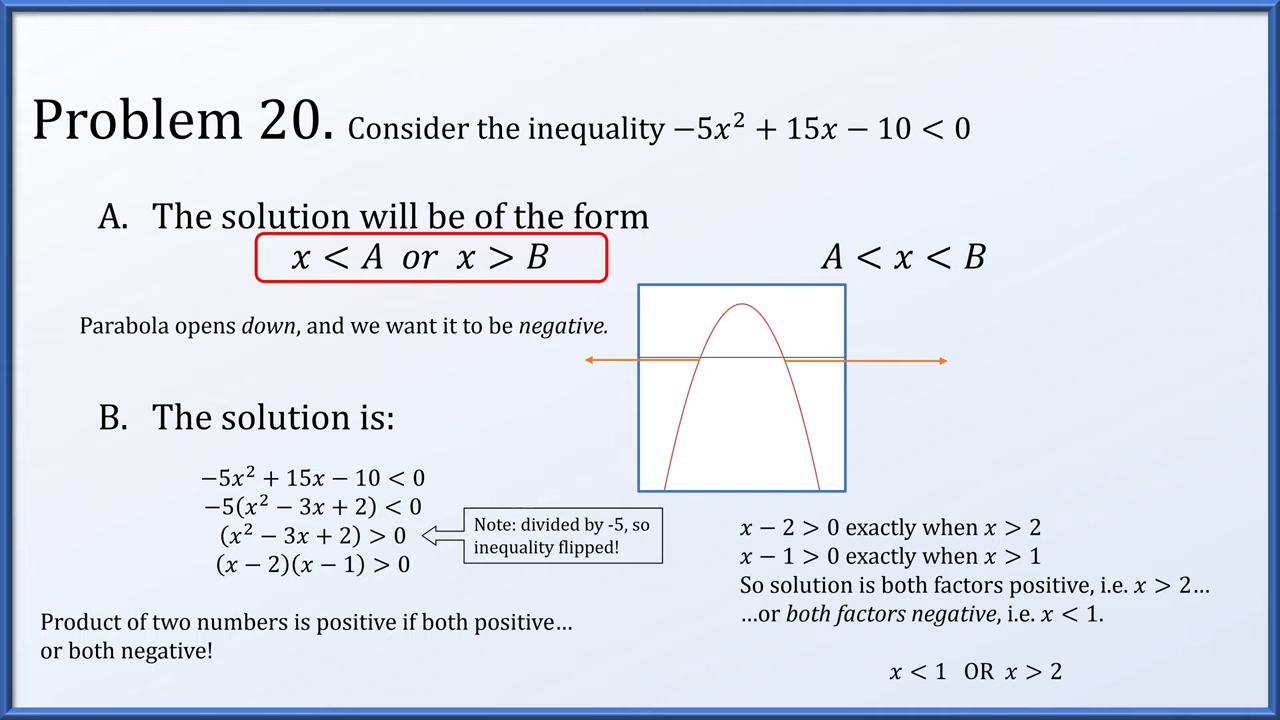 Problem 20. Consider the inequality −5x² + 15x − 10 < 0
A. The solution will be of the form
x < A or x > B
A < x < B
Parabola opens down, and we want it to be negative.
B. The solution is:
−5x² + 15x − 10 < 0
−5(x² − 3x + 2) < 0
(x² − 3x + 2) > 0
(x − 2)(x − 1) > 0
Note: divided by -5, so
inequality flipped!
Product of two numbers is positive if both positive…
or both negative!
x − 2 > 0 exactly when x > 2
x − 1 > 0 exactly when x > 1
So solution is both factors positive, i.e. x > 2…
…or both factors negative, i.e. x < 1.
x < 1 OR x > 2